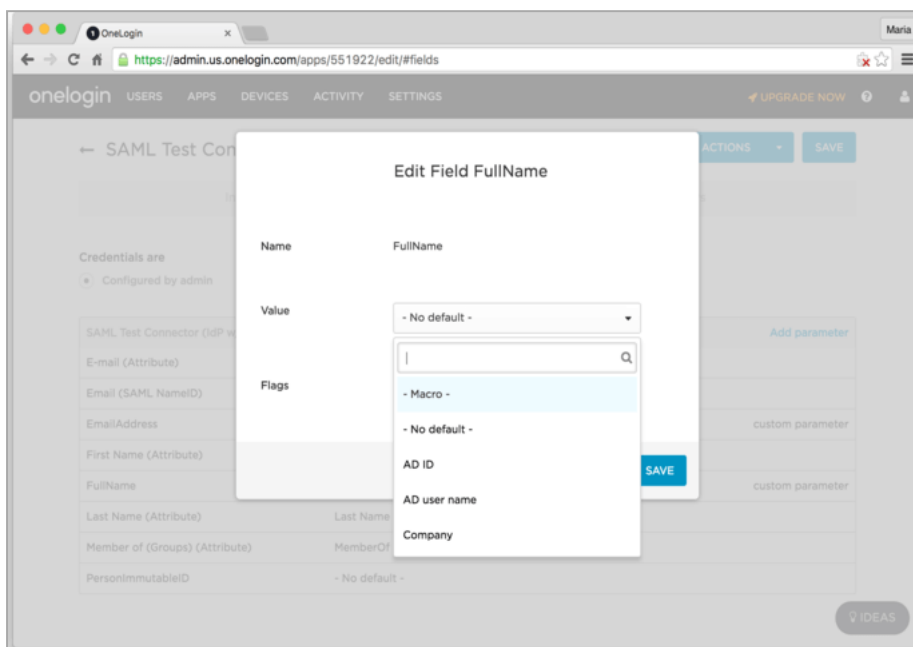 OneLogin
Maria
https://admin.us.onelogin.com/apps/551922/edit/#fields
onelogin USERS APPS DEVICES ACTIVITY SETTINGS UPGRADE NOW
← SAML Test Con
ACTIONS SAVE
Edit Field FullName
Credentials are
Configured by admin
Name FullName
Value - No default -
Flags
- Macro -
- No default -
AD ID
AD user name
Company
SAVE
SAML Test Connector (IdP w Add parameter
E-mail (Attribute)
Email (SAML NameID)
EmailAddress custom parameter
First Name (Attribute)
FullName custom parameter
Last Name (Attribute) Last Name
Member of (Groups) (Attribute) MemberOf
PersonImmutableID - No default -
IDEAS